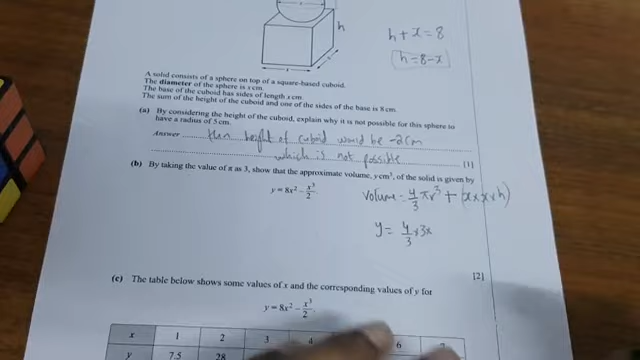 h
h + x = 8
h = 8 - x
x
x
A solid consists of a sphere on top of a square-based cuboid.
The diameter of the sphere is x cm.
The base of the cuboid has sides of length x cm.
The sum of the height of the cuboid and one of the sides of the base is 8 cm.
(a) By considering the height of the cuboid, explain why it is not possible for this sphere to
have a radius of 5 cm.
Answer then height of cuboid would be -2cm
which is not possible [1]
(b) By taking the value of π as 3, show that the approximate volume, y cm³, of the solid is given by
y = 8x² - x³/2.
Volume = 4/3 πr³ + (x×x×h)
y = 4/3 ×3×
[2]
(c) The table below shows some values of x and the corresponding values of y for
y = 8x² - x³/2.
x 1 2 3 4 6 7
y 7.5 28